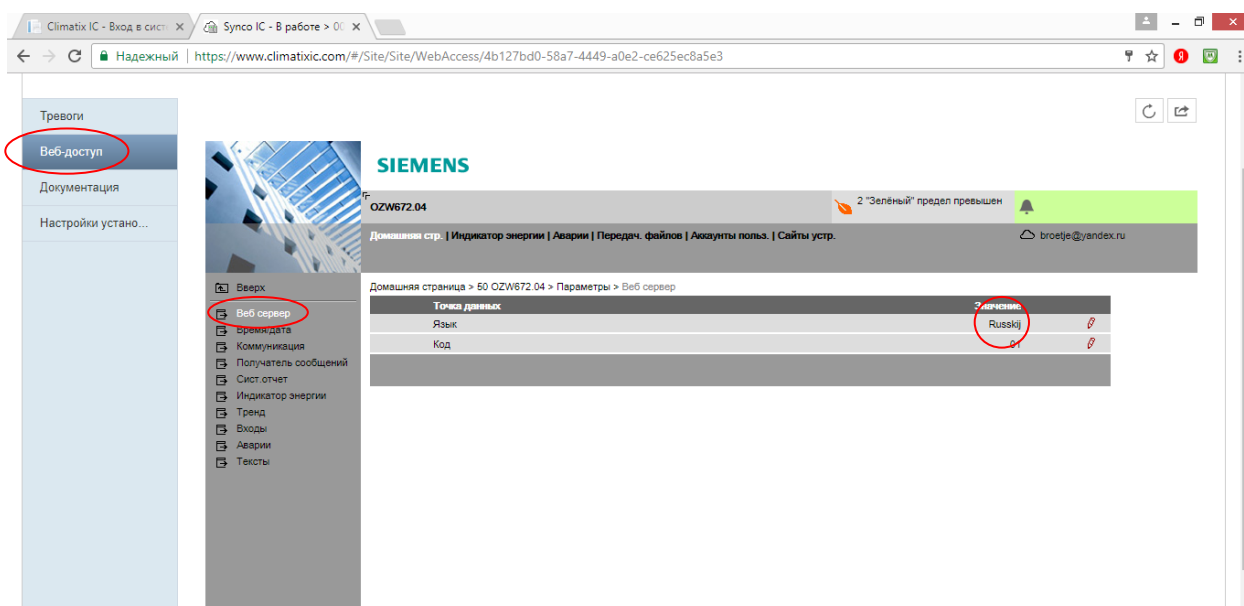 Climatix IC - Вход в сист
Synco IC - В работе > 0
Надежный | https://www.climatixic.com/#/Site/Site/WebAccess/4b127bd0-58a7-4449-a0e2-ce625ec8a5e3
Тревоги
Веб-доступ
Документация
Настройки устано...
SIEMENS
OZW672.04
2 "Зелёный" предел превышен
Домашняя стр. | Индикатор энергии | Аварии | Передач. файлов | Аккаунты польз. | Сайты устр.
broetje@yandex.ru
Вверх
Веб сервер
Время/дата
Коммуникация
Получатель сообщений
Сист.отчет
Индикатор энергии
Тренд
Входы
Аварии
Тексты
Домашняя страница > 50 OZW672.04 > Параметры > Веб сервер
Точка данных Значение
Язык Russkij
Код 01